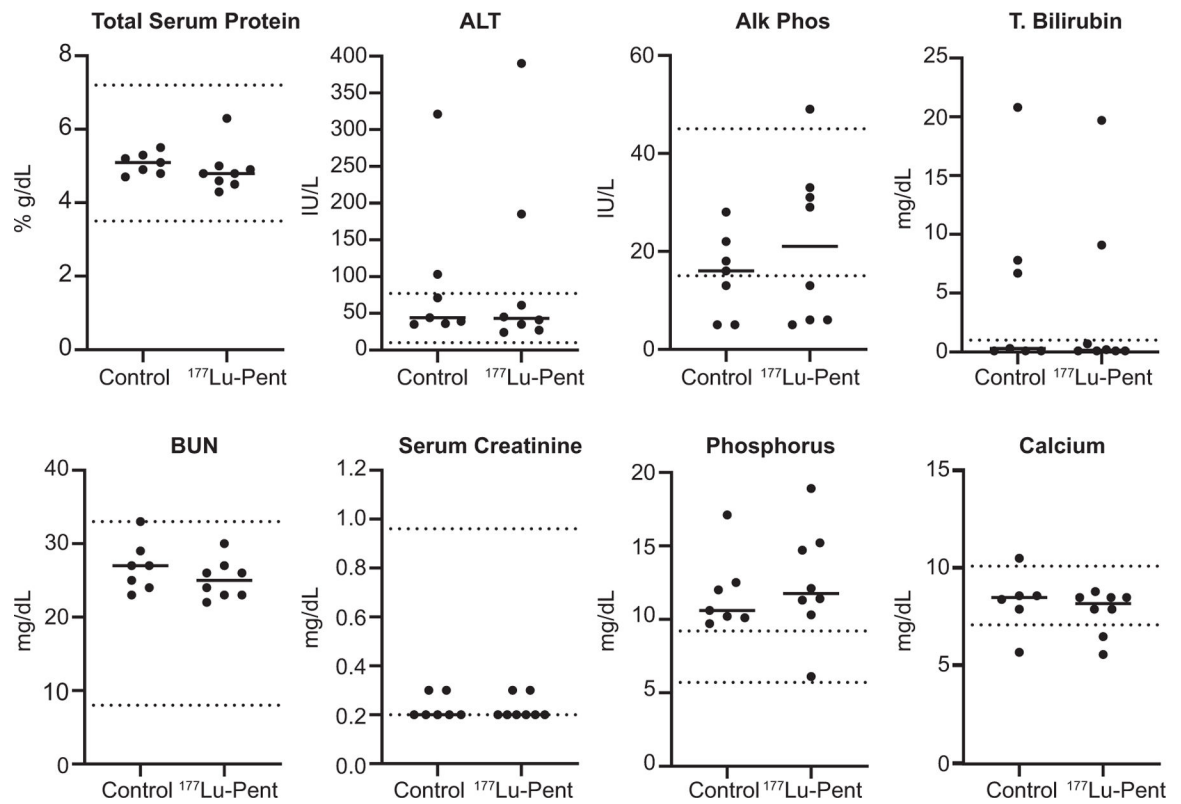 Total Serum Protein
% g/dL
8
6
4
2
0
Control ¹⁷⁷Lu-Pent
ALT
IU/L
400
350
300
250
200
150
100
50
0
Control ¹⁷⁷Lu-Pent
Alk Phos
IU/L
60
40
20
0
Control ¹⁷⁷Lu-Pent
T. Bilirubin
mg/dL
25
20
15
10
5
0
Control ¹⁷⁷Lu-Pent
BUN
mg/dL
40
30
20
10
0
Control ¹⁷⁷Lu-Pent
Serum Creatinine
mg/dL
1.2
1.0
0.8
0.6
0.4
0.2
0.0
Control ¹⁷⁷Lu-Pent
Phosphorus
mg/dL
20
15
10
5
0
Control ¹⁷⁷Lu-Pent
Calcium
mg/dL
15
10
5
0
Control ¹⁷⁷Lu-Pent